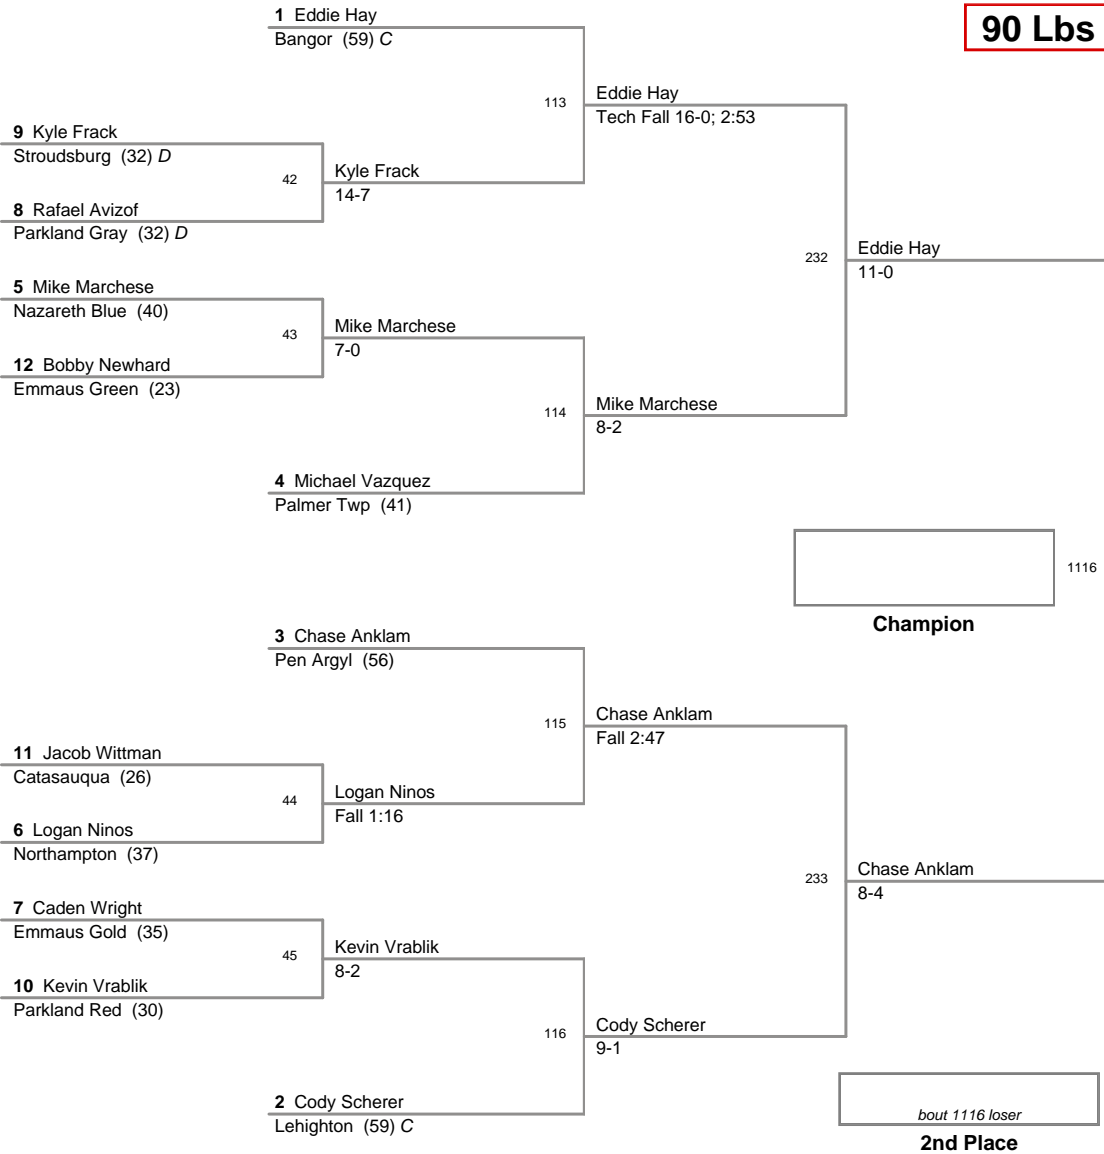 1 Eddie Hay
Bangor (59) C
90 Lbs
113
Eddie Hay
Tech Fall 16-0; 2:53
9 Kyle Frack
Stroudsburg (32) D
42
Kyle Frack
14-7
8 Rafael Avizof
Parkland Gray (32) D
232
Eddie Hay
11-0
5 Mike Marchese
Nazareth Blue (40)
43
Mike Marchese
7-0
12 Bobby Newhard
Emmaus Green (23)
114
Mike Marchese
8-2
4 Michael Vazquez
Palmer Twp (41)
1116
Champion
3 Chase Anklam
Pen Argyl (56)
115
Chase Anklam
Fall 2:47
11 Jacob Wittman
Catasauqua (26)
44
Logan Ninos
Fall 1:16
6 Logan Ninos
Northampton (37)
233
Chase Anklam
8-4
7 Caden Wright
Emmaus Gold (35)
45
Kevin Vrablik
8-2
10 Kevin Vrablik
Parkland Red (30)
116
Cody Scherer
9-1
2 Cody Scherer
Lehighton (59) C
bout 1116 loser
2nd Place